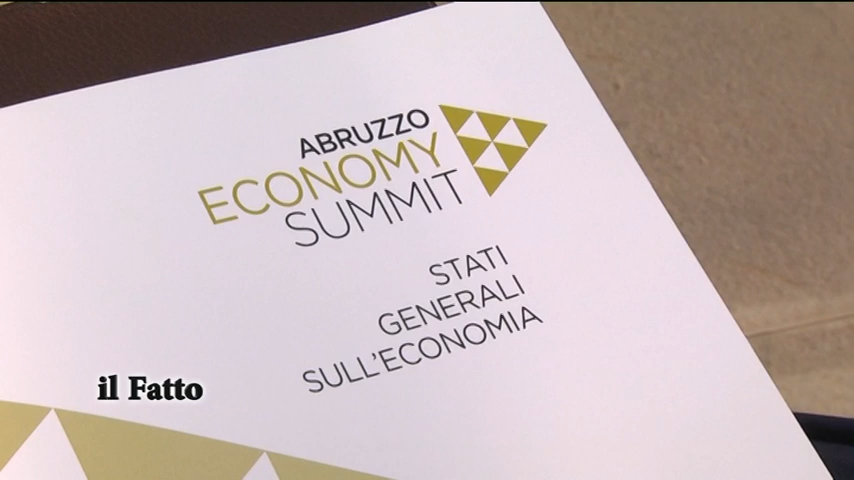 ABRUZZO
ECONOMY
SUMMIT
STATI
GENERALI
SULL'ECONOMIA
il Fatto